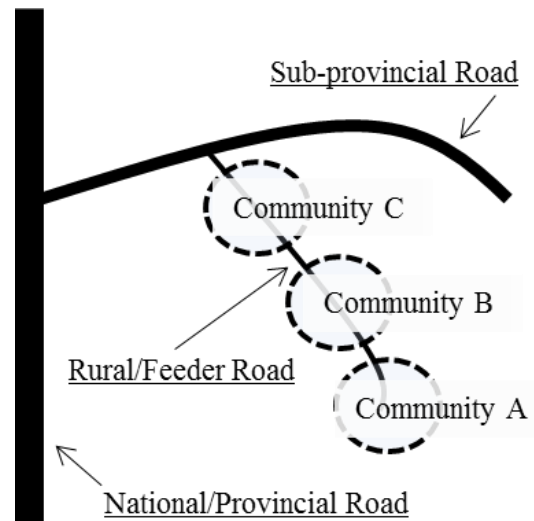 Sub-provincial Road
Community C
Community B
Rural/Feeder Road
Community A
National/Provincial Road